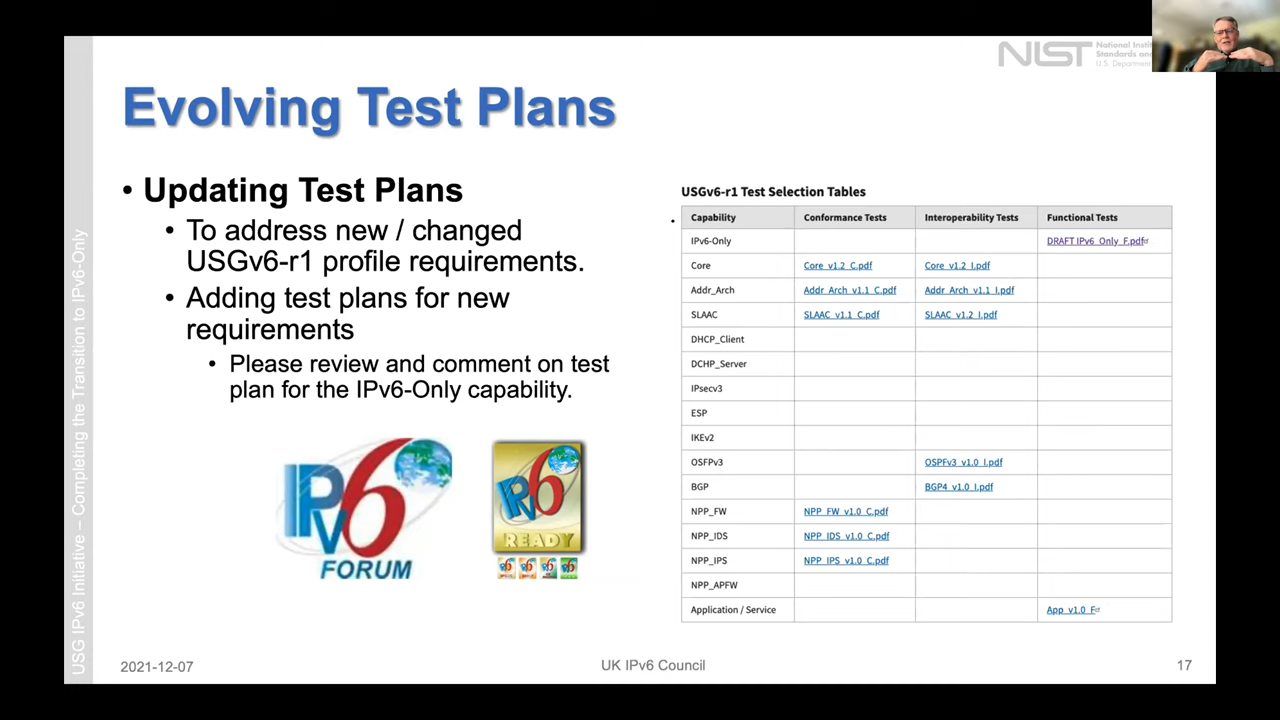 NIST
National Instit
Standards and
U.S. Departmen
Evolving Test Plans
• Updating Test Plans
• To address new / changed
USGv6-r1 profile requirements.
• Adding test plans for new
requirements
• Please review and comment on test
plan for the IPv6-Only capability.
IPv6
FORUM
IPv6
READY
USGv6-r1 Test Selection Tables
Capability Conformance Tests Interoperability Tests Functional Tests
IPv6-Only DRAFT IPv6_Only_F.pdf
Core Core_v1.2_C.pdf Core_v1.2_I.pdf
Addr_Arch Addr_Arch_v1.1_C.pdf Addr_Arch_v1.1_I.pdf
SLAAC SLAAC_v1.1_C.pdf SLAAC_v1.2_I.pdf
DHCP_Client
DCHP_Server
IPsecv3
ESP
IKEv2
OSFPv3 OSPFv3_v1.0_I.pdf
BGP BGP4_v1.0_I.pdf
NPP_FW NPP_FW_v1.0_C.pdf
NPP_IDS NPP_IDS_v1.0_C.pdf
NPP_IPS NPP_IPS_v1.0_C.pdf
NPP_APFW
Application / Service App_v1.0_F
USG IPv6 Initiative – Completing the Transition to IPv6-Only
2021-12-07
UK IPv6 Council
17